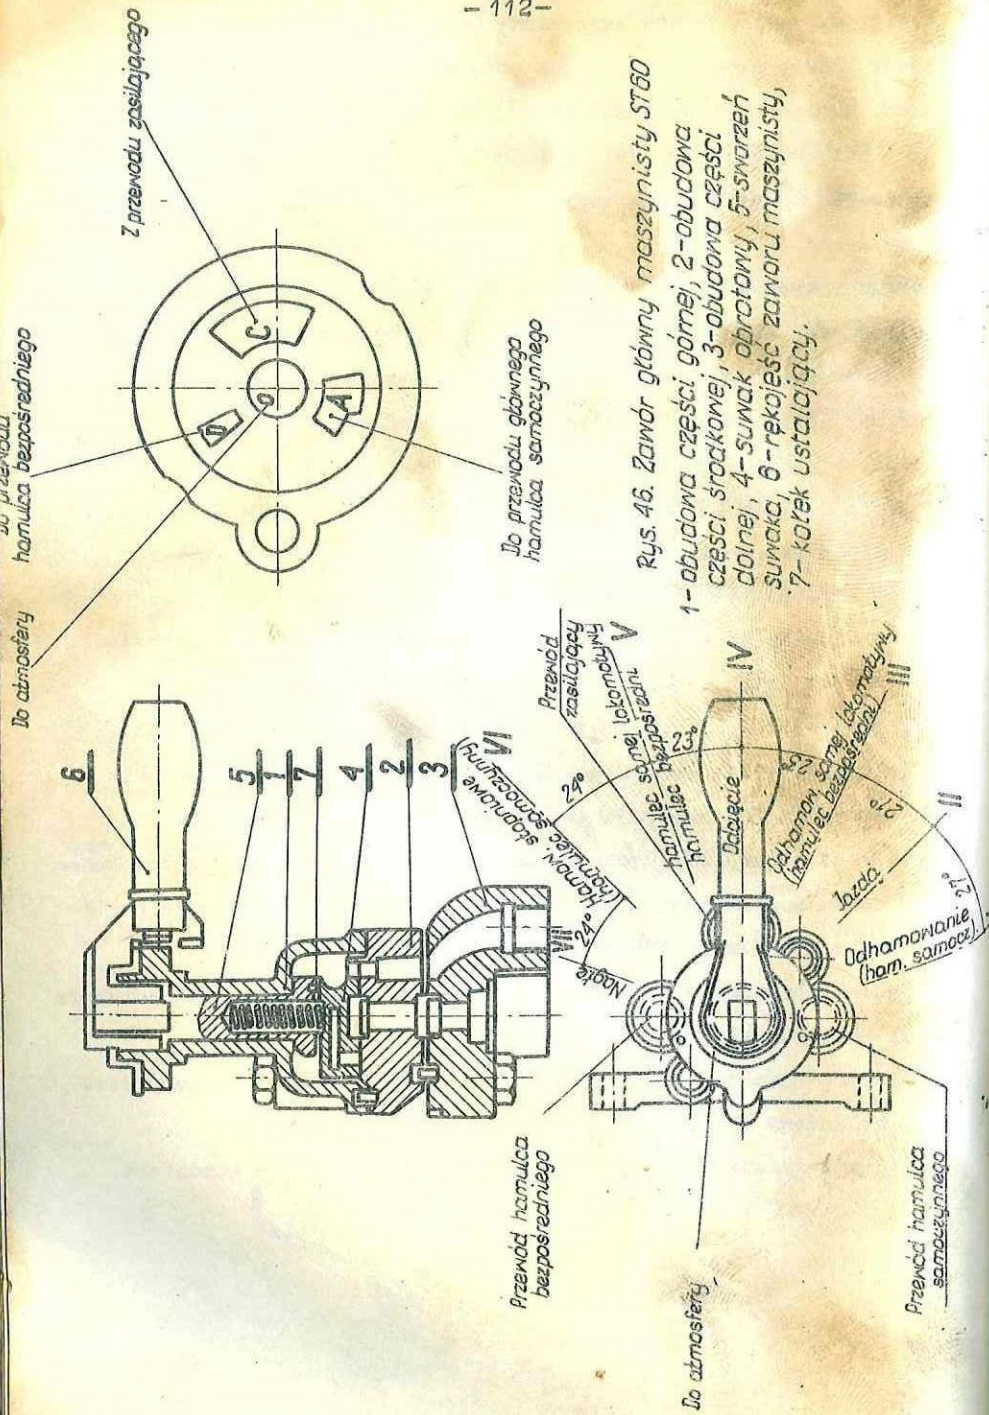 - 112 -
Do przewodu
hamulca bezpośredniego
Do atmosfery
Z przewodu zasilającego
D
O
C
A
Do przewodu głównego
hamulca samoczynnego
6
5
1
7
4
2
3
Rys. 46. Zawór główny maszynisty ST60
1-obudowa części górnej, 2-obudowa
części środkowej, 3-obudowa części
dolnej, 4-suwak obrotowy, 5-sworzeń
suwaka, 6-rękojeść zaworu maszynisty,
7-kołek ustalający.
Przewód hamulca
bezpośredniego
Do atmosfery
Przewód hamulca
samoczynnego
Przewód
zasilający
Nagłe
VII
24°
Hamow. stopniowe
(hamulec samoczynny)
VI
24°
hamulec samej lokomotywy
hamulec bezpośredni
V
23°
Odcięcie
IV
25°
Odhamow samej lokomotywy
(hamulec bezpośredni)
III
27°
Jazda
II
27°
Odhamowanie
(ham. samocz.)